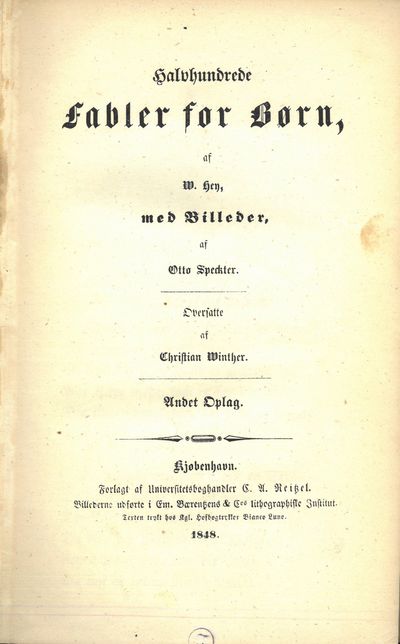 Halvhundrede
Fabler for Børn,
af
W. Hey,
med Billeder,
af
Otto Speckter.
Oversatte
af
Christian Winther.
Andet Oplag.
Kjøbenhavn.
Forlagt af Universitetsboghandler C. A. Reitzel.
Billederne udførte i Em. Bærentzens & Cos lithographiske Institut.
Texten trykt hos Kgl. Hofbogtrykker Bianco Luno.
1848.